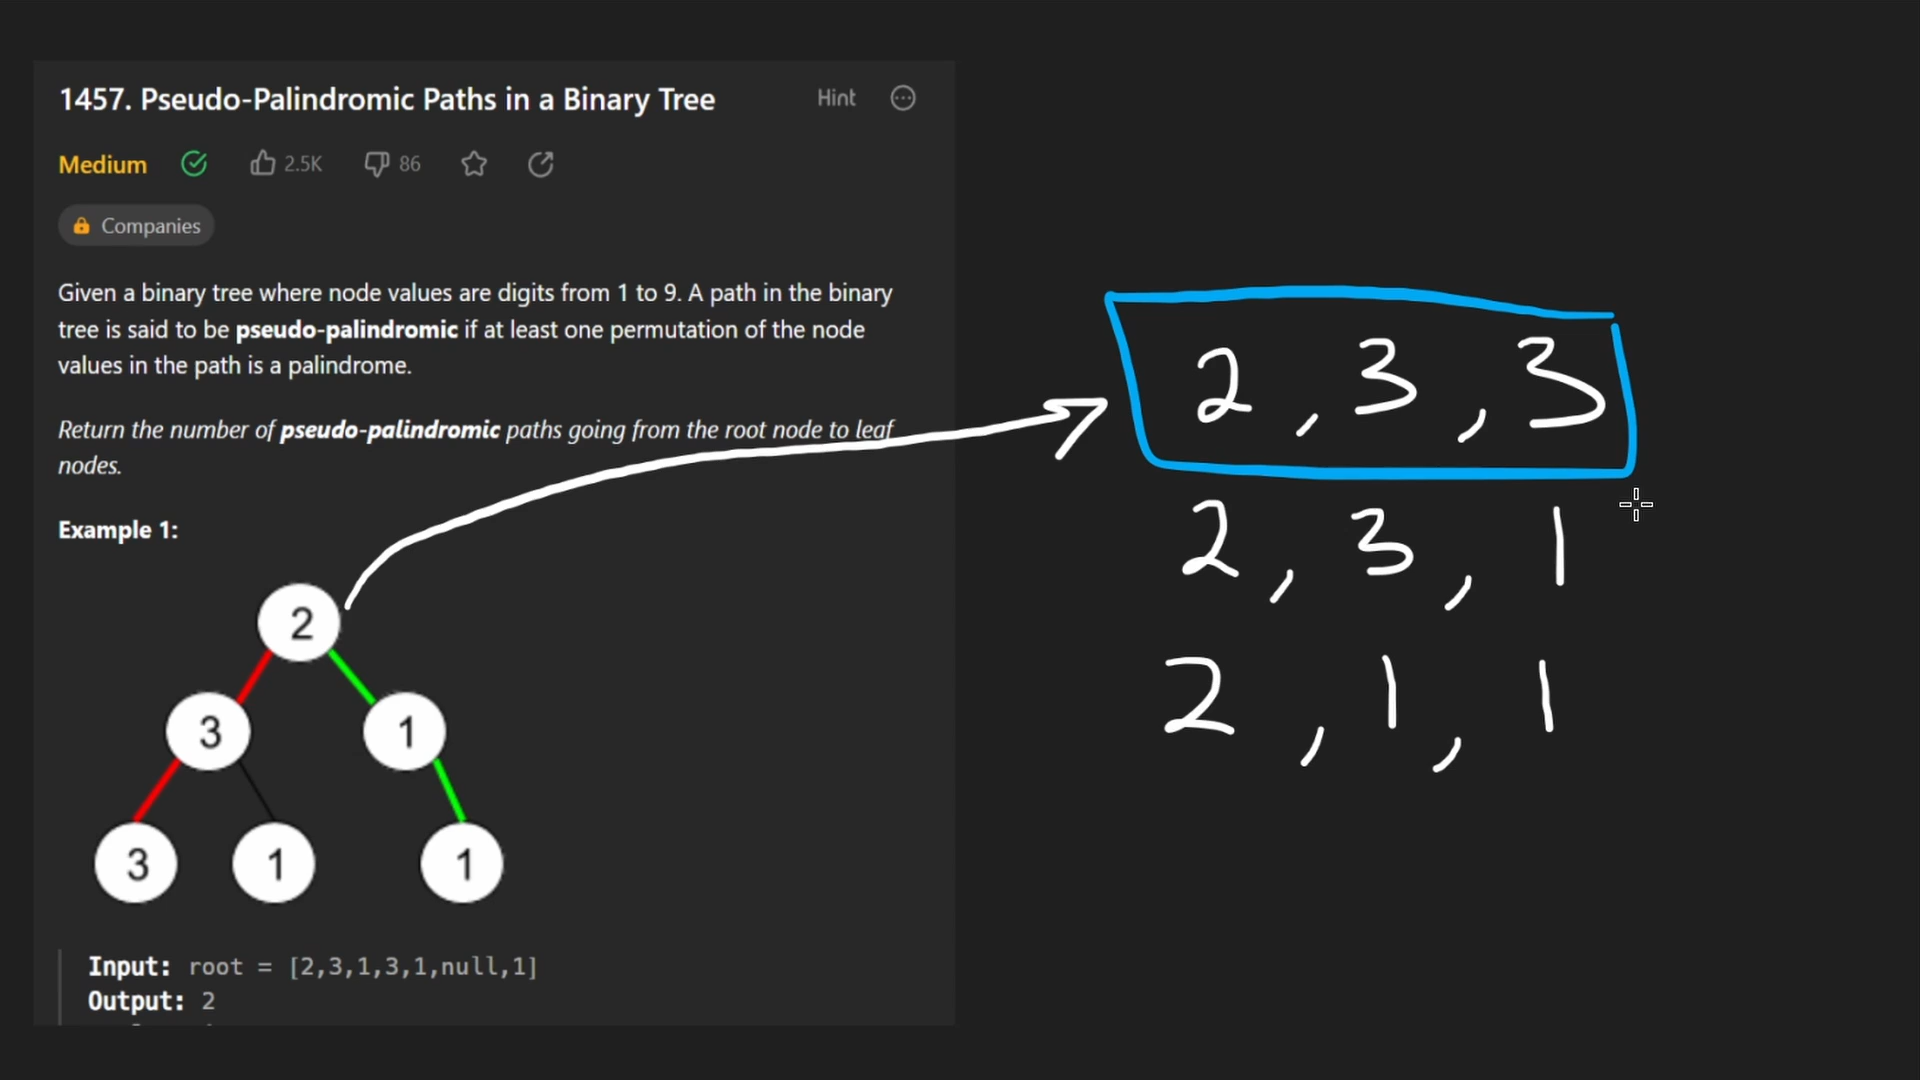 1457. Pseudo-Palindromic Paths in a Binary Tree
Hint
Medium
2.5K
86
Companies
Given a binary tree where node values are digits from 1 to 9. A path in the binary
tree is said to be pseudo-palindromic if at least one permutation of the node
values in the path is a palindrome.
Return the number of pseudo-palindromic paths going from the root node to leaf
nodes.
Example 1:
2
3 1
3 1 1
Input: root = [2,3,1,3,1,null,1]
Output: 2
2, 3, 3
2, 3, 1
2, 1, 1